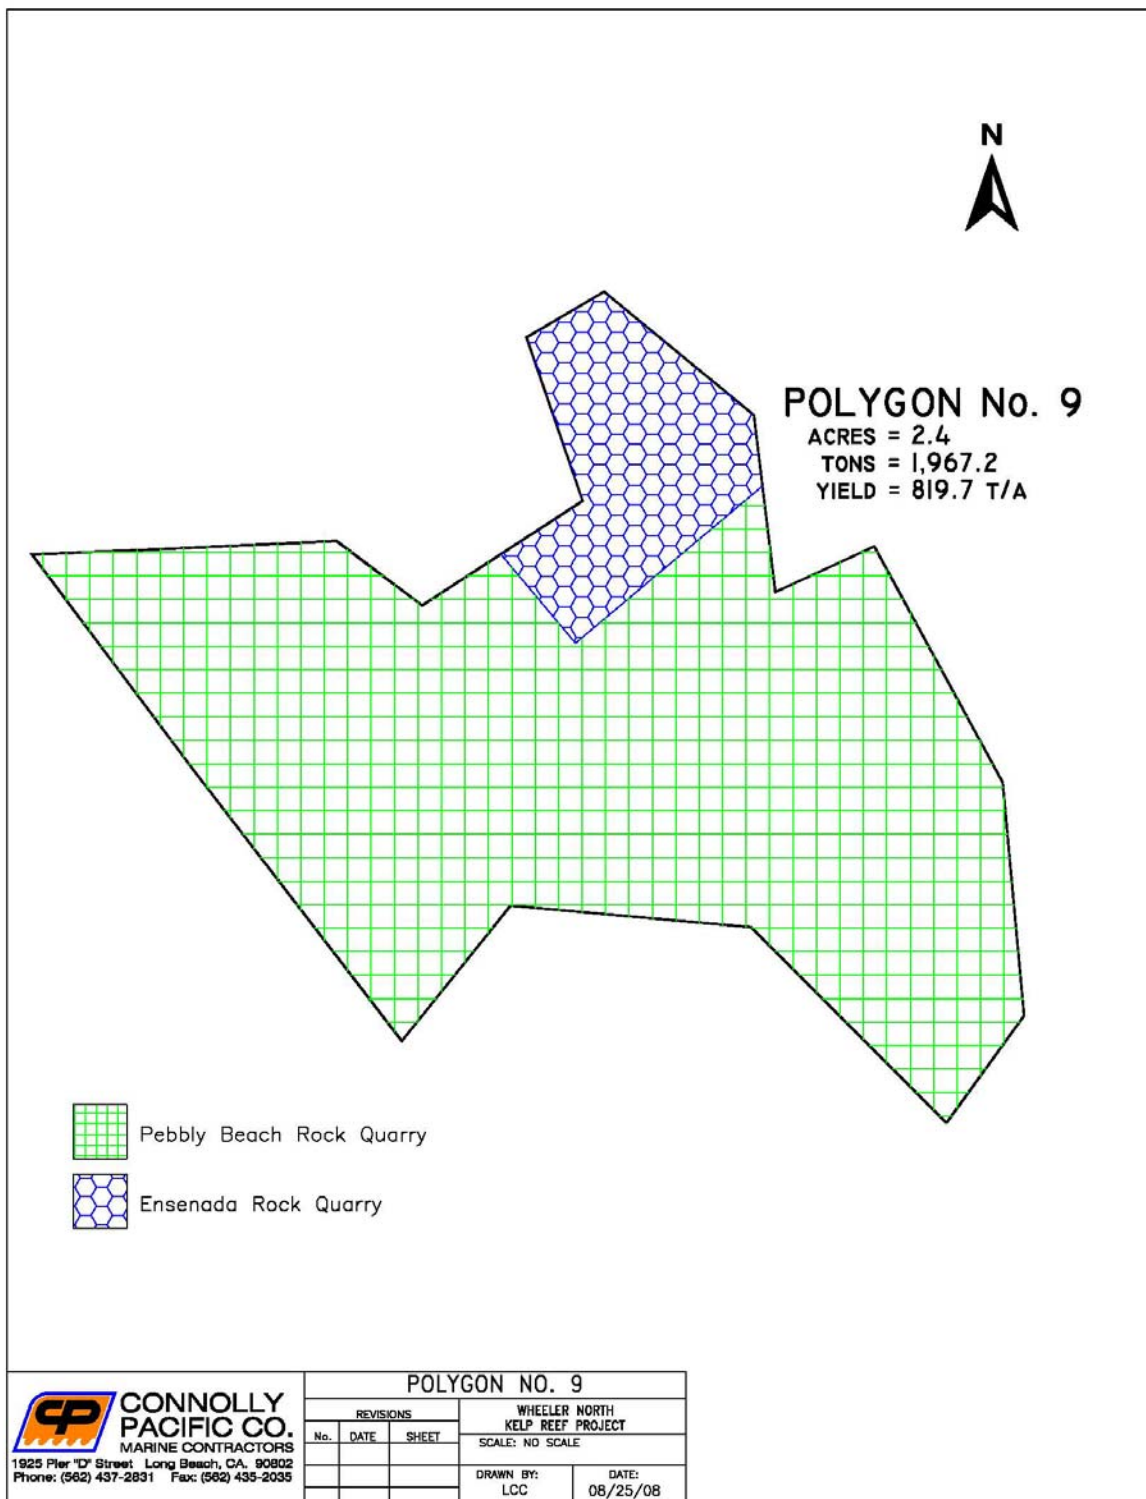 N
POLYGON No. 9
ACRES = 2.4
TONS = 1,967.2
YIELD = 819.7 T/A
Pebbly Beach Rock Quarry
Ensenada Rock Quarry
CP
CONNOLLY
PACIFIC CO.
MARINE CONTRACTORS
1925 Pier "D" Street Long Beach, CA. 90802
Phone: (562) 437-2831 Fax: (562) 435-2035
POLYGON NO. 9
REVISIONS
No. DATE SHEET
WHEELER NORTH
KELP REEF PROJECT
SCALE: NO SCALE
DRAWN BY:
LCC
DATE:
08/25/08